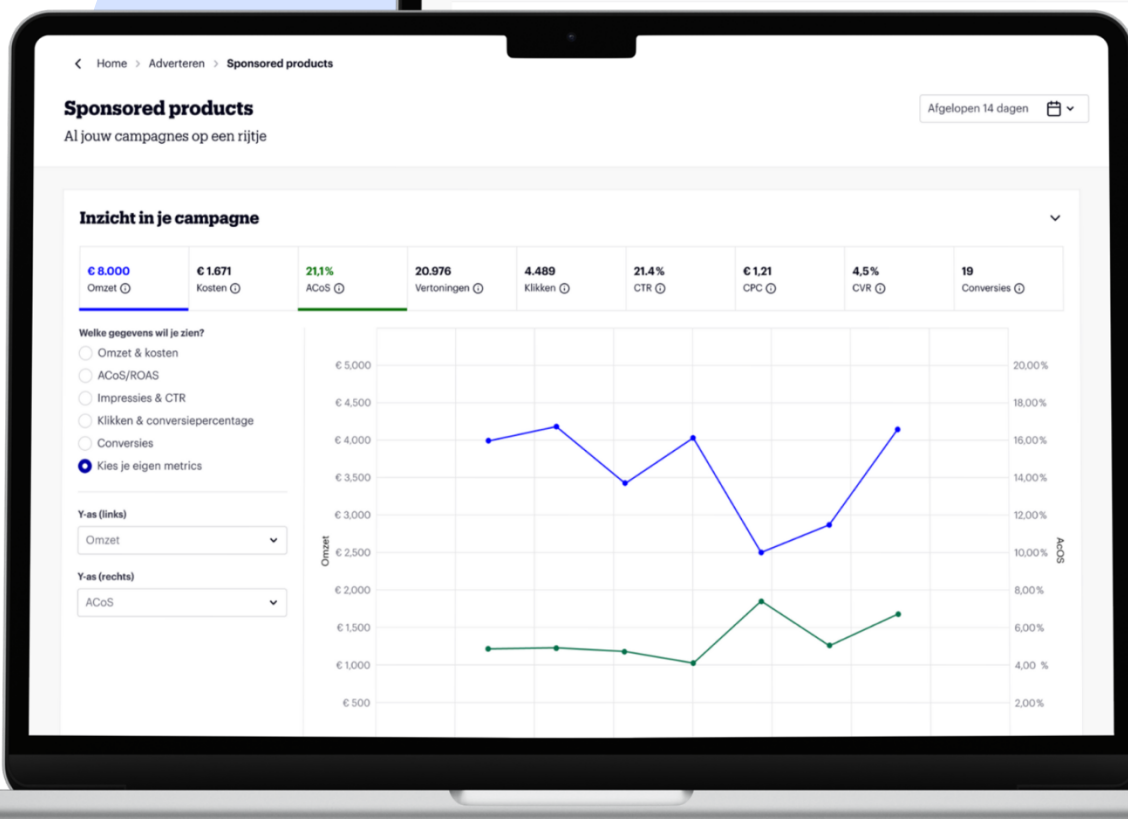 Home > Adverteren > Sponsored products
Sponsored products
Al jouw campagnes op een rijtje
Afgelopen 14 dagen
Inzicht in je campagne
€ 8.000
Omzet
€ 1.671
Kosten
21,1%
ACoS
20.976
Vertoningen
4.489
Klikken
21.4%
CTR
€ 1,21
CPC
4,5%
CVR
19
Conversies
Welke gegevens wil je zien?
Omzet & kosten
ACoS/ROAS
Impressies & CTR
Klikken & conversiepercentage
Conversies
Kies je eigen metrics
Y-as (links)
Omzet
Y-as (rechts)
ACoS
Omzet
€ 5,000
€ 4,500
€ 4,000
€ 3,500
€ 3,000
€ 2,500
€ 2,000
€ 1,500
€ 1,000
€ 500
20,00%
18,00%
16,00%
14,00%
12,00%
10,00%
8,00%
6,00%
4,00 %
2,00%
AcOS